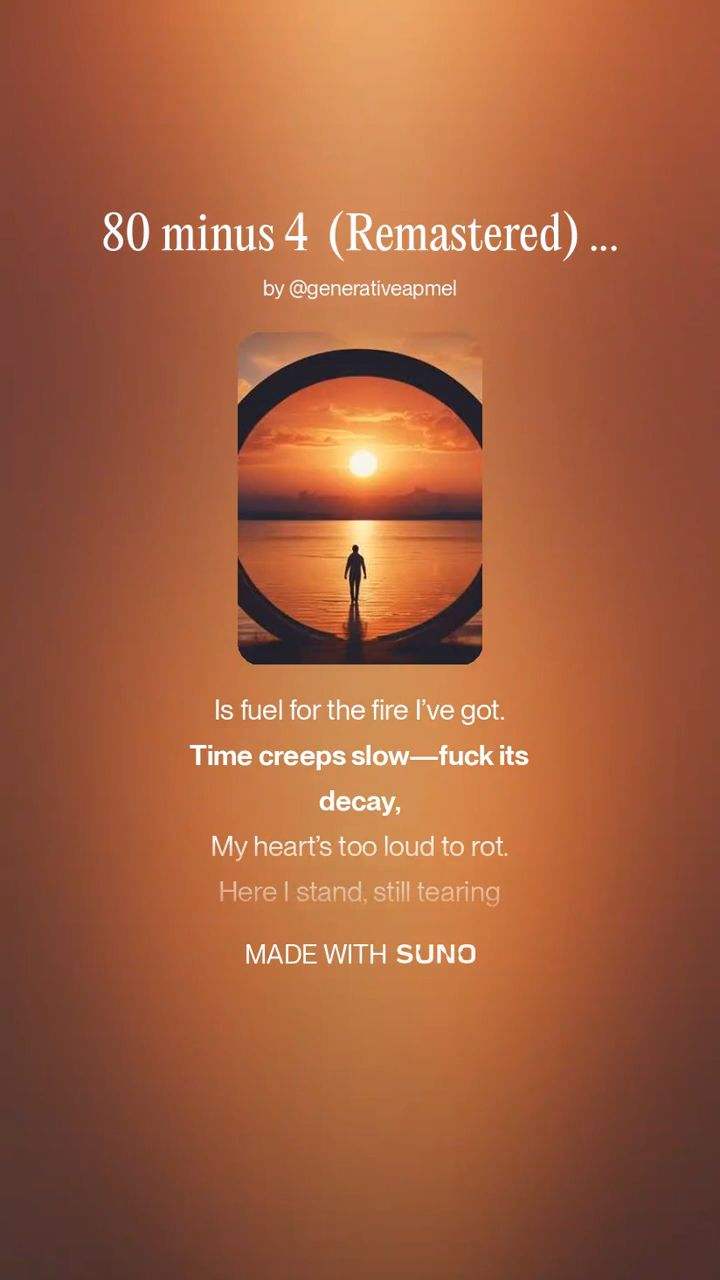 80 minus 4 (Remastered) ...
by @generativeapmel
Is fuel for the fire I’ve got.
Time creeps slow—fuck its
decay,
My heart’s too loud to rot.
Here I stand, still tearing
MADE WITH SUNO